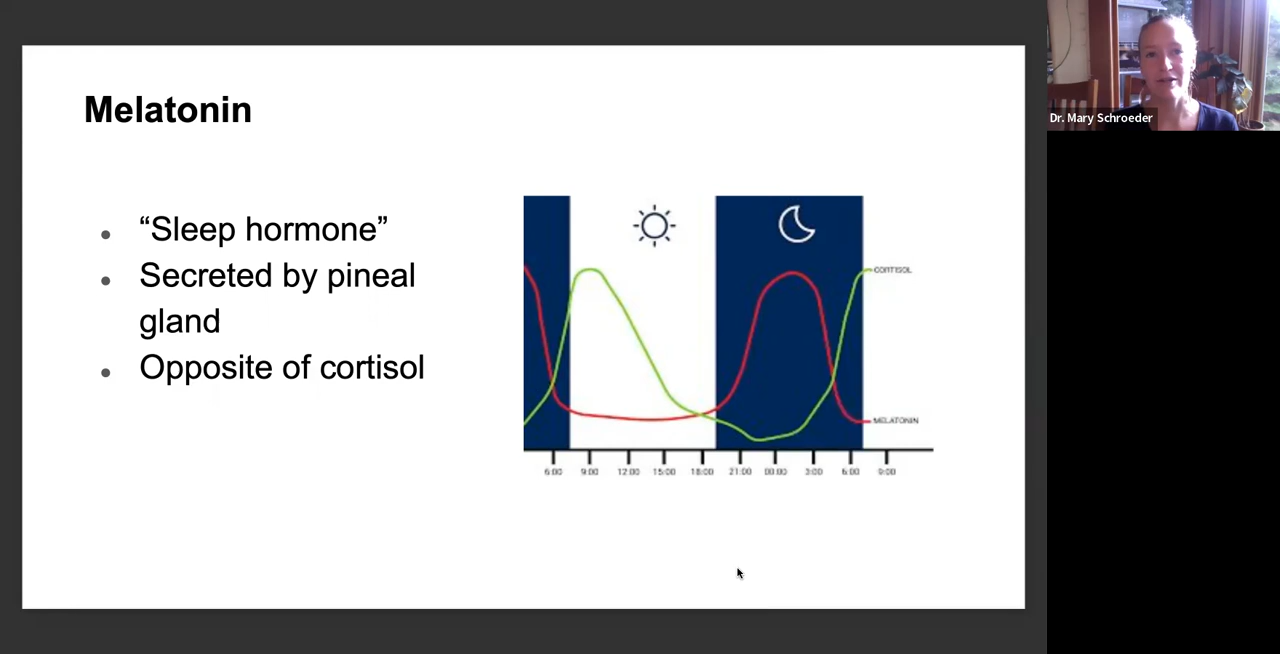 Melatonin
• “Sleep hormone”
• Secreted by pineal
gland
• Opposite of cortisol
CORTISOL
MELATONIN
6:00 9:00 12:00 15:00 18:00 21:00 00:00 3:00 6:00 9:00
Dr. Mary Schroeder